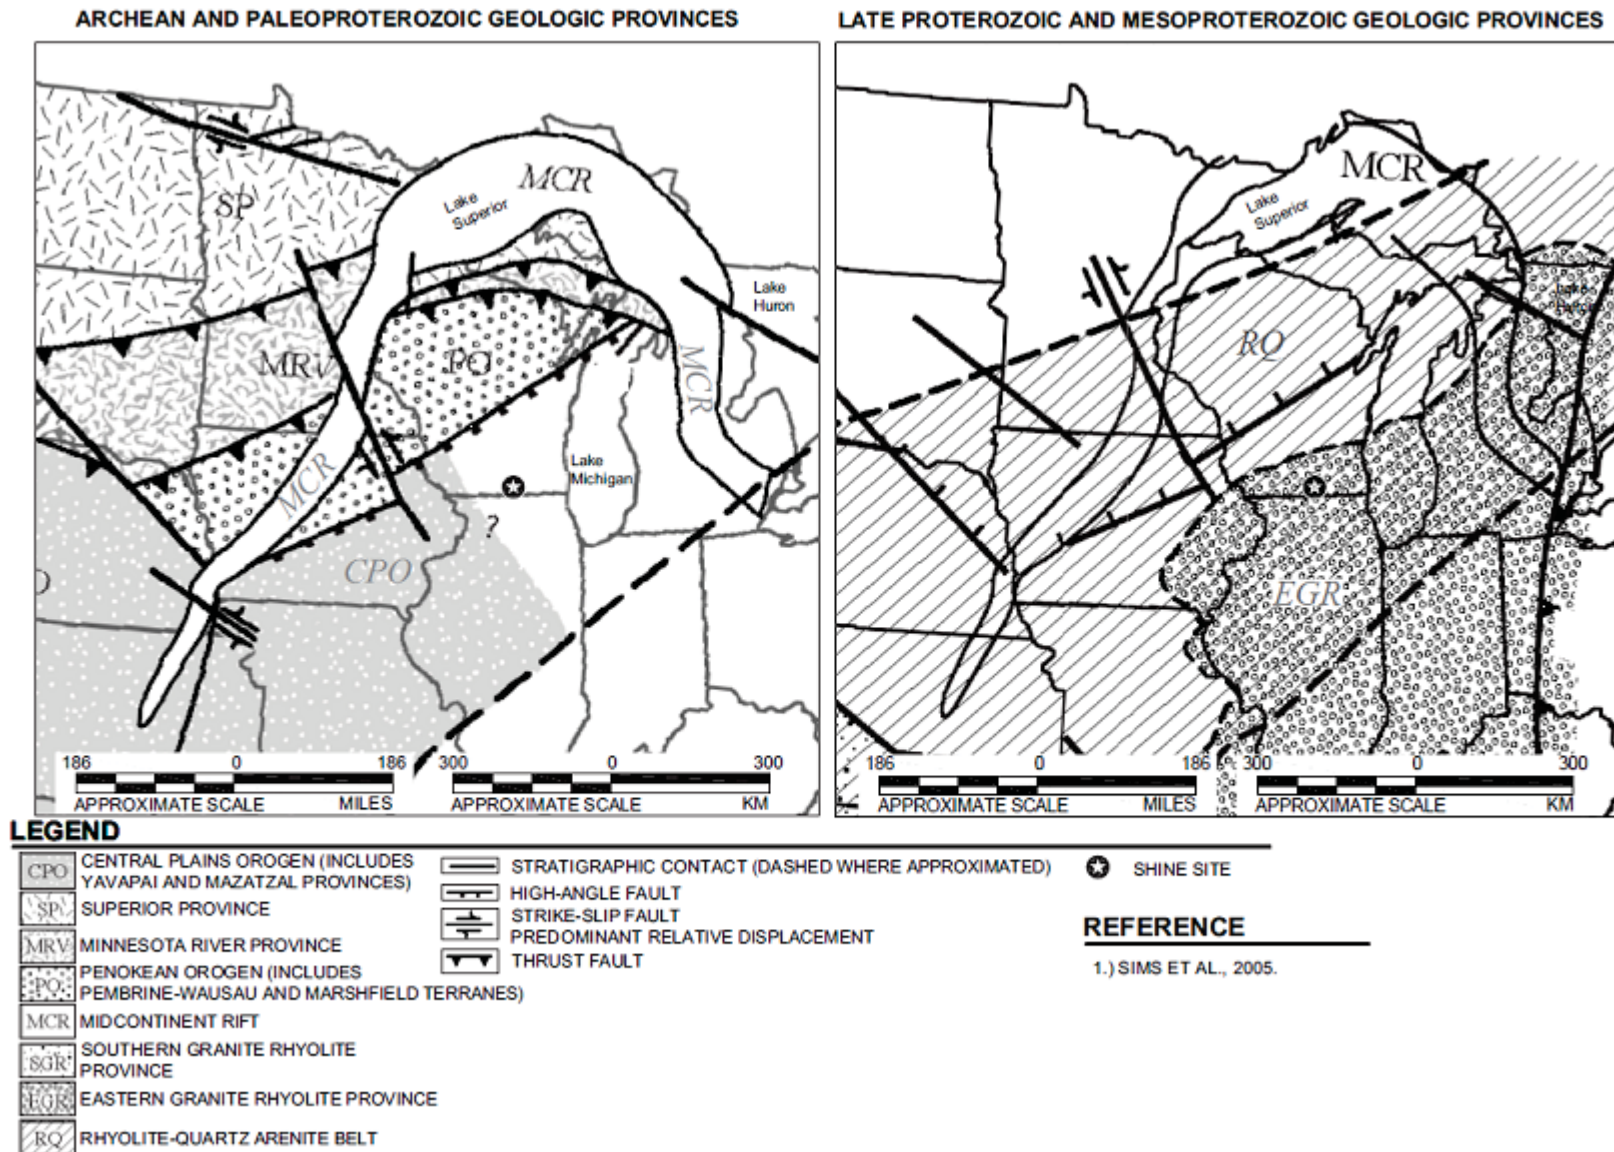 ARCHEAN AND PALEOPROTEROZOIC GEOLOGIC PROVINCES
LATE PROTEROZOIC AND MESOPROTEROZOIC GEOLOGIC PROVINCES
SP
MCR
Lake
Superior
Lake
Huron
MRV
PO
MCR
MCR
Lake
Michigan
?
CPO
186 0 186
APPROXIMATE SCALE MILES
300 0 300
APPROXIMATE SCALE KM
MCR
Lake
Superior
Lake
Huron
RQ
EGR
186 0 186
APPROXIMATE SCALE MILES
300 0 300
APPROXIMATE SCALE KM
LEGEND
CPO CENTRAL PLAINS OROGEN (INCLUDES
YAVAPAI AND MAZATZAL PROVINCES)
SP SUPERIOR PROVINCE
MRV MINNESOTA RIVER PROVINCE
PO PENOKEAN OROGEN (INCLUDES
PEMBRINE-WAUSAU AND MARSHFIELD TERRANES)
MCR MIDCONTINENT RIFT
SGR SOUTHERN GRANITE RHYOLITE
PROVINCE
EGR EASTERN GRANITE RHYOLITE PROVINCE
RQ RHYOLITE-QUARTZ ARENITE BELT
STRATIGRAPHIC CONTACT (DASHED WHERE APPROXIMATED)
HIGH-ANGLE FAULT
STRIKE-SLIP FAULT
PREDOMINANT RELATIVE DISPLACEMENT
THRUST FAULT
SHINE SITE
REFERENCE
1.) SIMS ET AL., 2005.